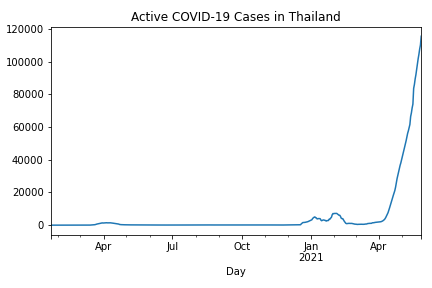 Active COVID-19 Cases in Thailand
120000
100000
80000
60000
40000
20000
0
Apr
Jul
Oct
Jan
2021
Apr
Day